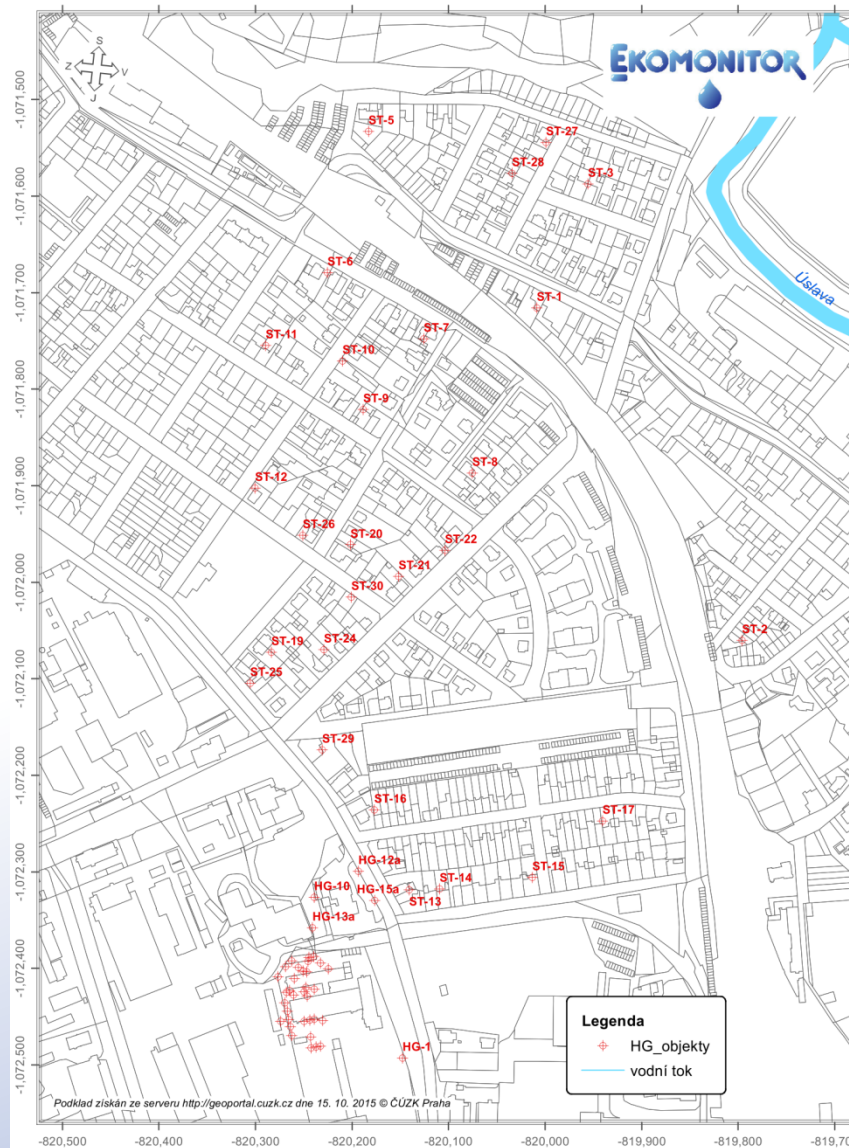 S
Z V
J
EKOMONITOR
-1,071,500
-1,071,600
-1,071,700
-1,071,800
-1,071,900
-1,072,000
-1,072,100
-1,072,200
-1,072,300
-1,072,400
-1,072,500
ST-5
ST-27
ST-28
ST-3
ST-6
Úslava
ST-1
ST-7
ST-11
ST-10
ST-9
ST-8
ST-12
ST-26
ST-20
ST-22
ST-21
ST-30
ST-2
ST-19
ST-24
ST-25
ST-29
ST-16
ST-17
HG-12a
ST-14
ST-15
HG-10
HG-15a
ST-13
HG-13a
HG-1
Legenda
HG_objekty
vodní tok
Podklad získán ze serveru http://geoportal.cuzk.cz dne 15. 10. 2015 © ČÚZK Praha
-820,500 -820,400 -820,300 -820,200 -820,100 -820,000 -819,900 -819,800